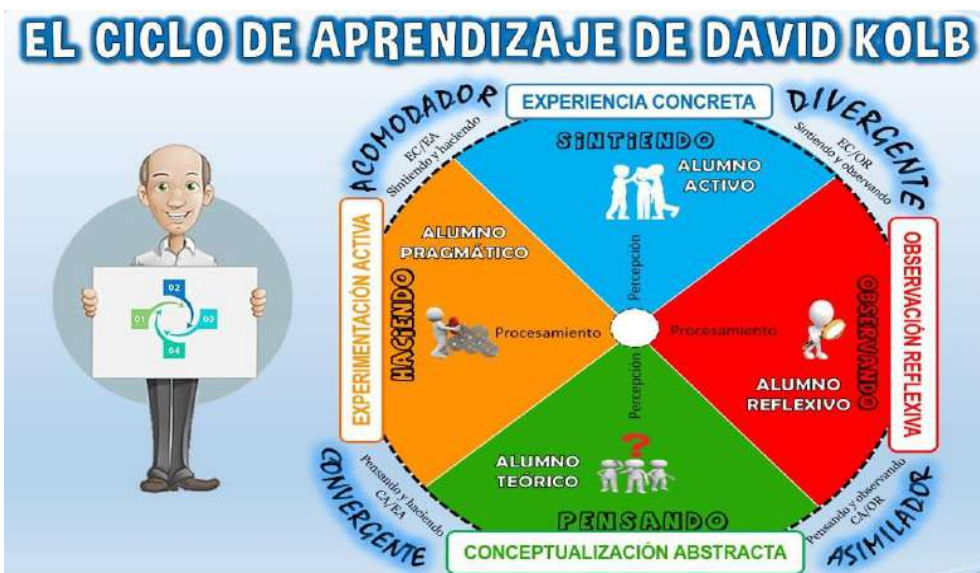 EL CICLO DE APRENDIZAJE DE DAVID KOLB
ACOMODADOR
EC/EA
Sintiendo y haciendo
EXPERIENCIA CONCRETA
SINTIENDO
ALUMNO
ACTIVO
DIVERGENTE
EC/OR
Sintiendo y observando
EXPERIMENTACIÓN ACTIVA
HACIENDO
ALUMNO
PRAGMÁTICO
Procesamiento
Percepción
Procesamiento
Percepción
OBSERVACIÓN REFLEXIVA
OBSERVANDO
ALUMNO
REFLEXIVO
02
01
03
04
ALUMNO
TEÓRICO
?
PENSANDO
CONCEPTUALIZACIÓN ABSTRACTA
CONVERGENTE
Pensando y haciendo
CA/EA
Pensando y observando
CA/OR
ASIMILADOR